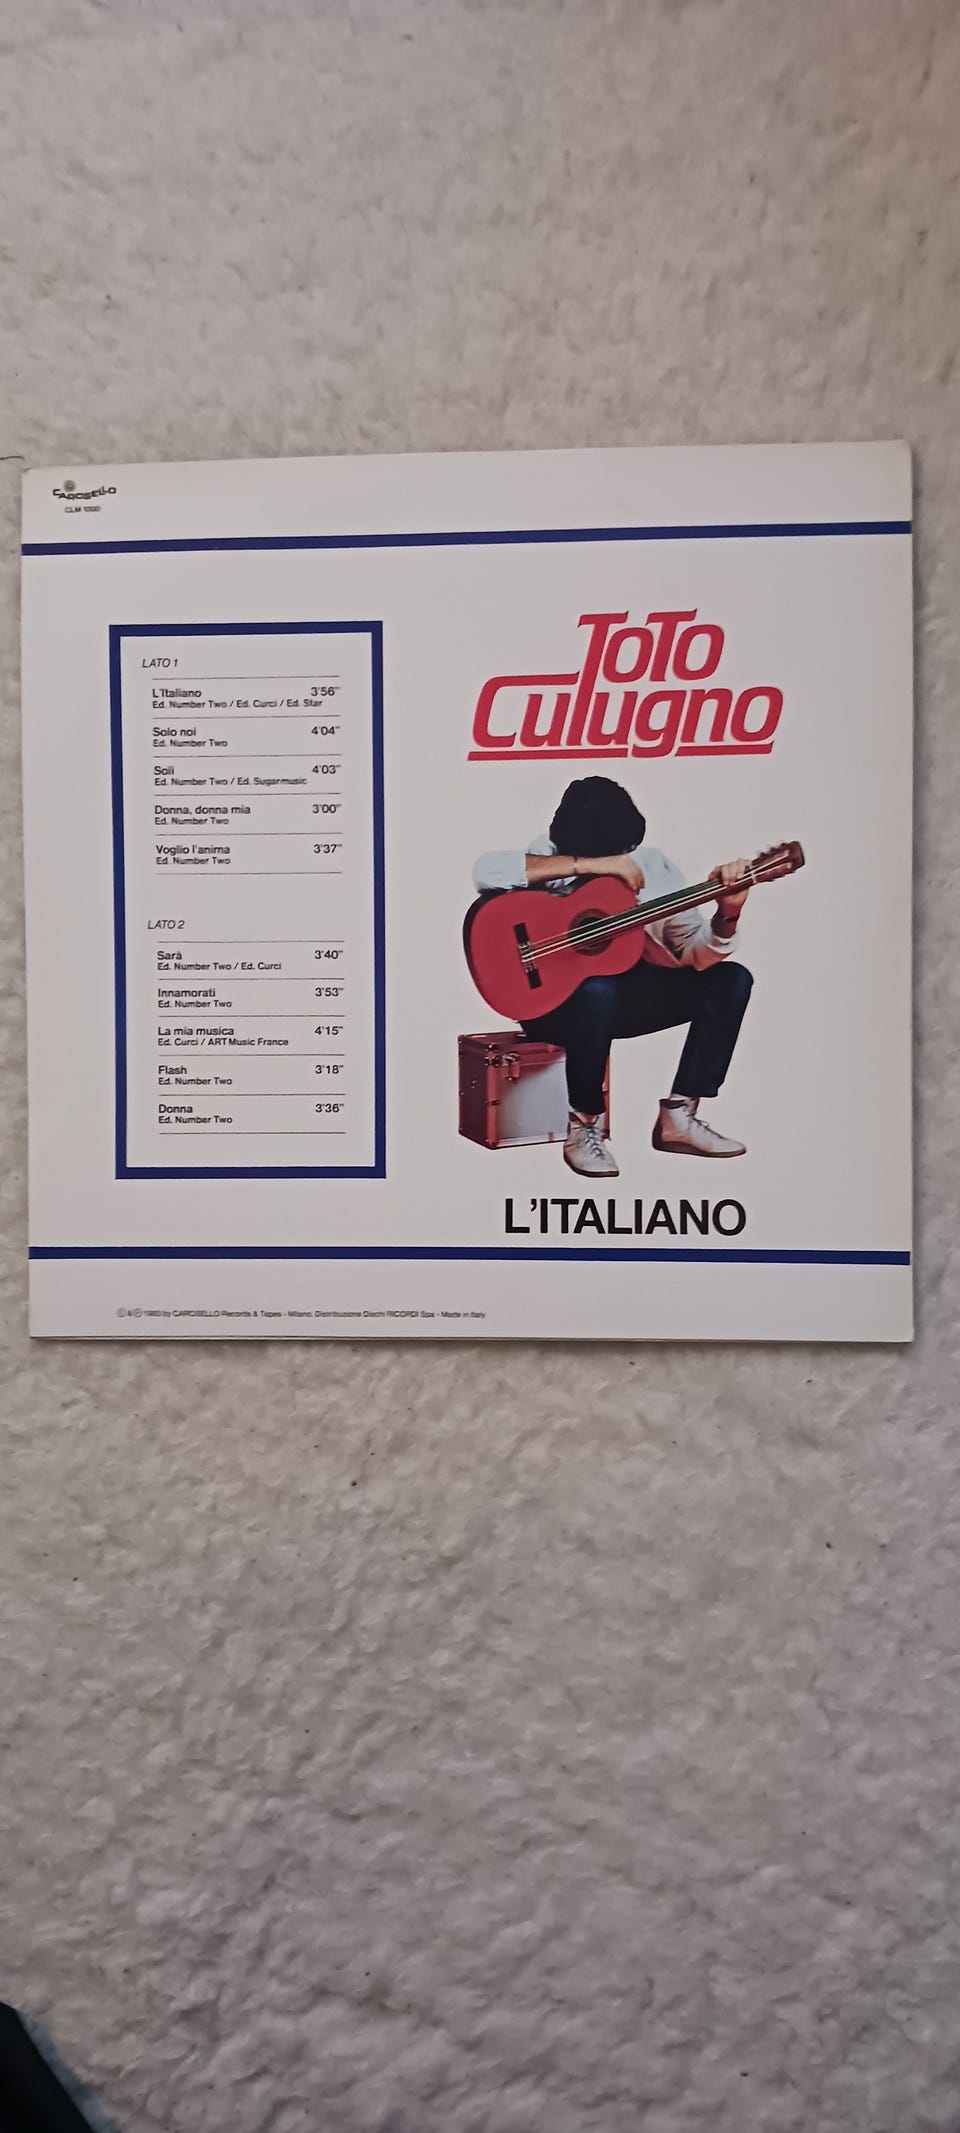 CAROSELLO
LATO 1
L'Italiano 3'56"
Ed. Number Two / Ed. Curci / Ed. Star
Solo noi 4'04"
Ed. Number Two
Soli 4'03"
Ed. Number Two / Ed. Sugarmusic
Donna, donna mia 3'00"
Ed. Number Two
Voglio l'anima 3'37"
Ed. Number Two
LATO 2
Sarà 3'40"
Ed. Number Two / Ed. Curci
Innamorati 3'53"
Ed. Number Two
La mia musica 4'15"
Ed. Curci / ART Music France
Flash 3'18"
Ed. Number Two
Donna 3'36"
Ed. Number Two
ToTo
Cutugno
L'ITALIANO
© & ℗ 1983 by CAROSELLO Records & Tapes - Milano. Distribuzione Dischi RICORDI Spa - Made in Italy